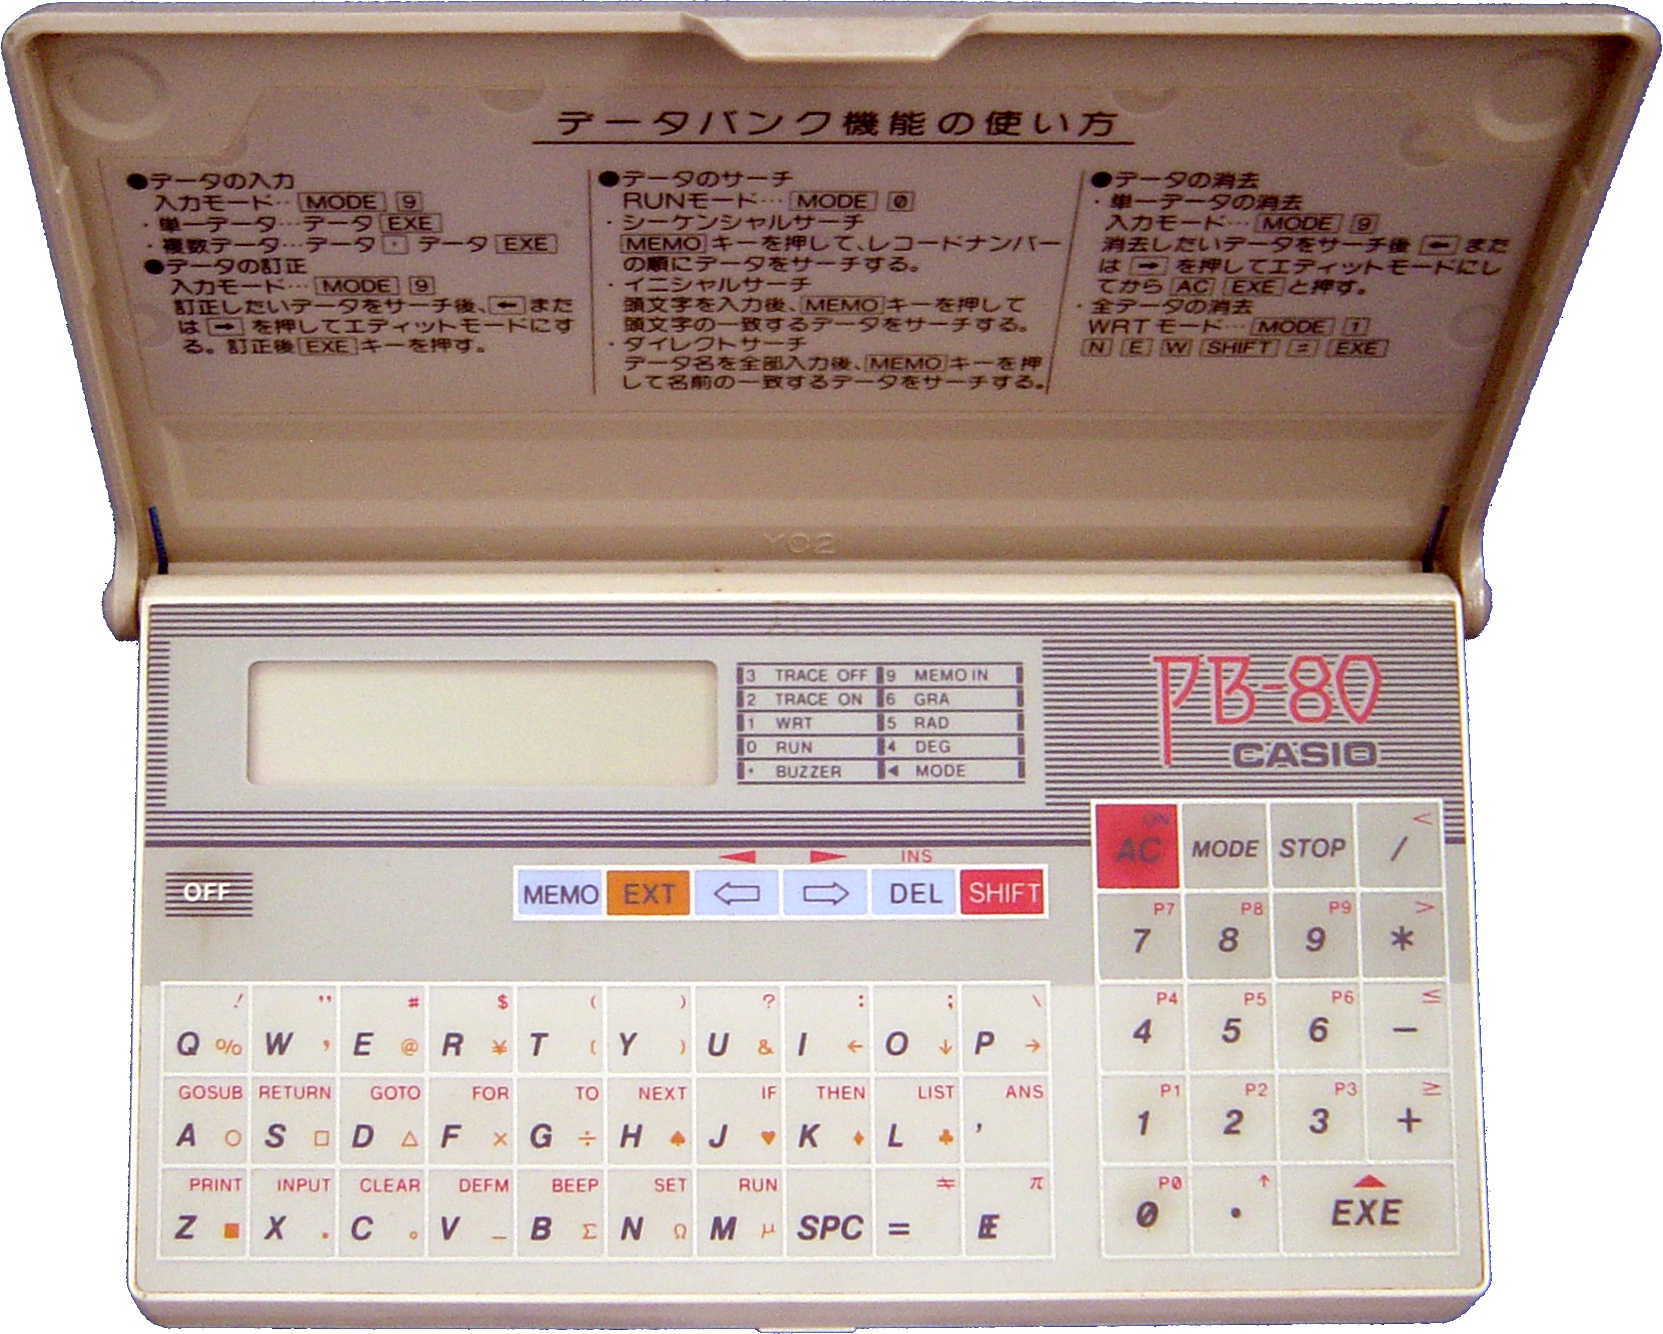 データバンク機能の使い方
●データの入力
入力モード… MODE 9
・単一データ…データ EXE
・複数データ…データ · データ EXE
●データの訂正
入力モード… MODE 9
訂正したいデータをサーチ後、← また
は → を押してエディットモードにす
る。訂正後 EXE キーを押す。
●データのサーチ
RUNモード… MODE 0
・シーケンシャルサーチ
MEMO キーを押して、レコードナンバー
の順にデータをサーチする。
・イニシャルサーチ
頭文字を入力後、MEMO キーを押して
頭文字の一致するデータをサーチする。
・ダイレクトサーチ
データ名を全部入力後、MEMO キーを押
して名前の一致するデータをサーチする。
●データの消去
・単一データの消去
入力モード… MODE 9
消去したいデータをサーチ後 ← また
は → を押してエディットモードにし
てから AC EXE と押す。
・全データの消去
WRTモード… MODE 1
N E W SHIFT = EXE
YO2
3 TRACE OFF 9 MEMO IN
2 TRACE ON 6 GRA
1 WRT 5 RAD
0 RUN 4 DEG
· BUZZER ◀ MODE
PB-80
CASIO
ON <
AC MODE STOP /
◀ ▶ INS
OFF MEMO EXT ⇦ ⇨ DEL SHIFT
P7 P8 P9 >
7 8 9 *
P4 P5 P6 ≤
4 5 6 −
P1 P2 P3 ≥
1 2 3 +
P0 ↑ ▲
0 · EXE
! " # $ ( ) ? : ; \
Q % W ' E @ R ¥ T [ Y ] U & I ← O ↓ P →
GOSUB RETURN GOTO FOR TO NEXT IF THEN LIST ANS
A ○ S □ D △ F × G ÷ H ♠ J ♥ K ♦ L ♣ ,
PRINT INPUT CLEAR DEFM BEEP SET RUN ≠ π
Z ■ X . C ° V _ B Σ N Ω M μ SPC = E